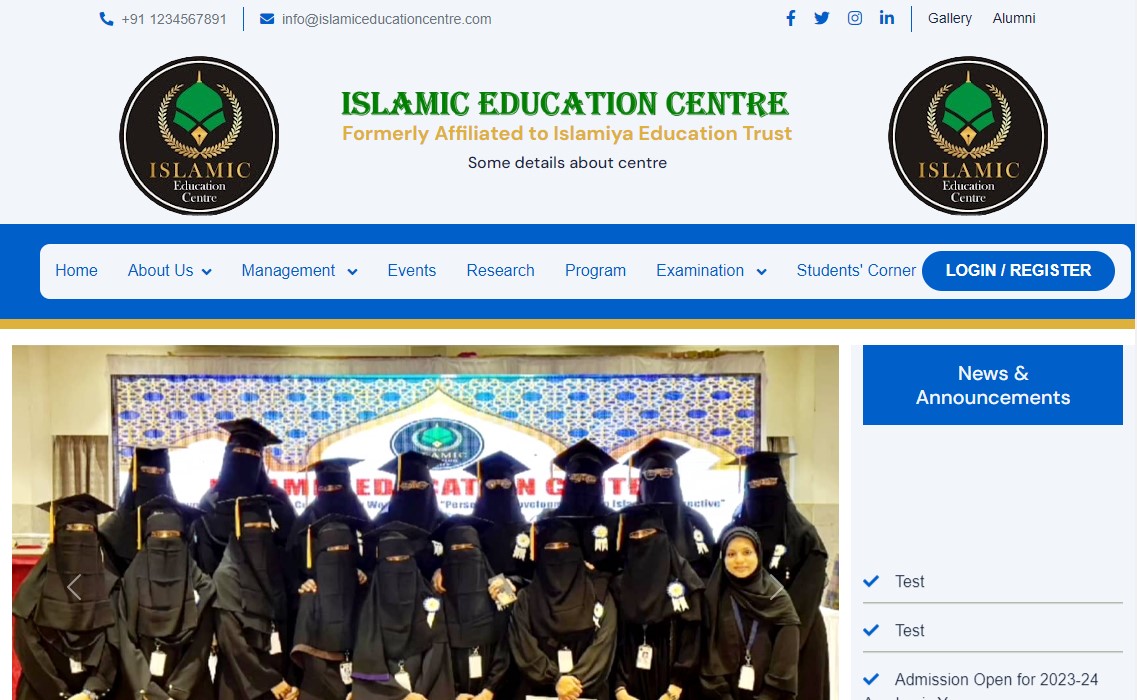 +91 1234567891
info@islamiceducationcentre.com
Gallery
Alumni
ISLAMIC
Education
Centre
ISLAMIC EDUCATION CENTRE
Formerly Affiliated to Islamiya Education Trust
Some details about centre
ISLAMIC
Education
Centre
Home
About Us
Management
Events
Research
Program
Examination
Students' Corner
LOGIN / REGISTER
News &
Announcements
Test
Test
Admission Open for 2023-24